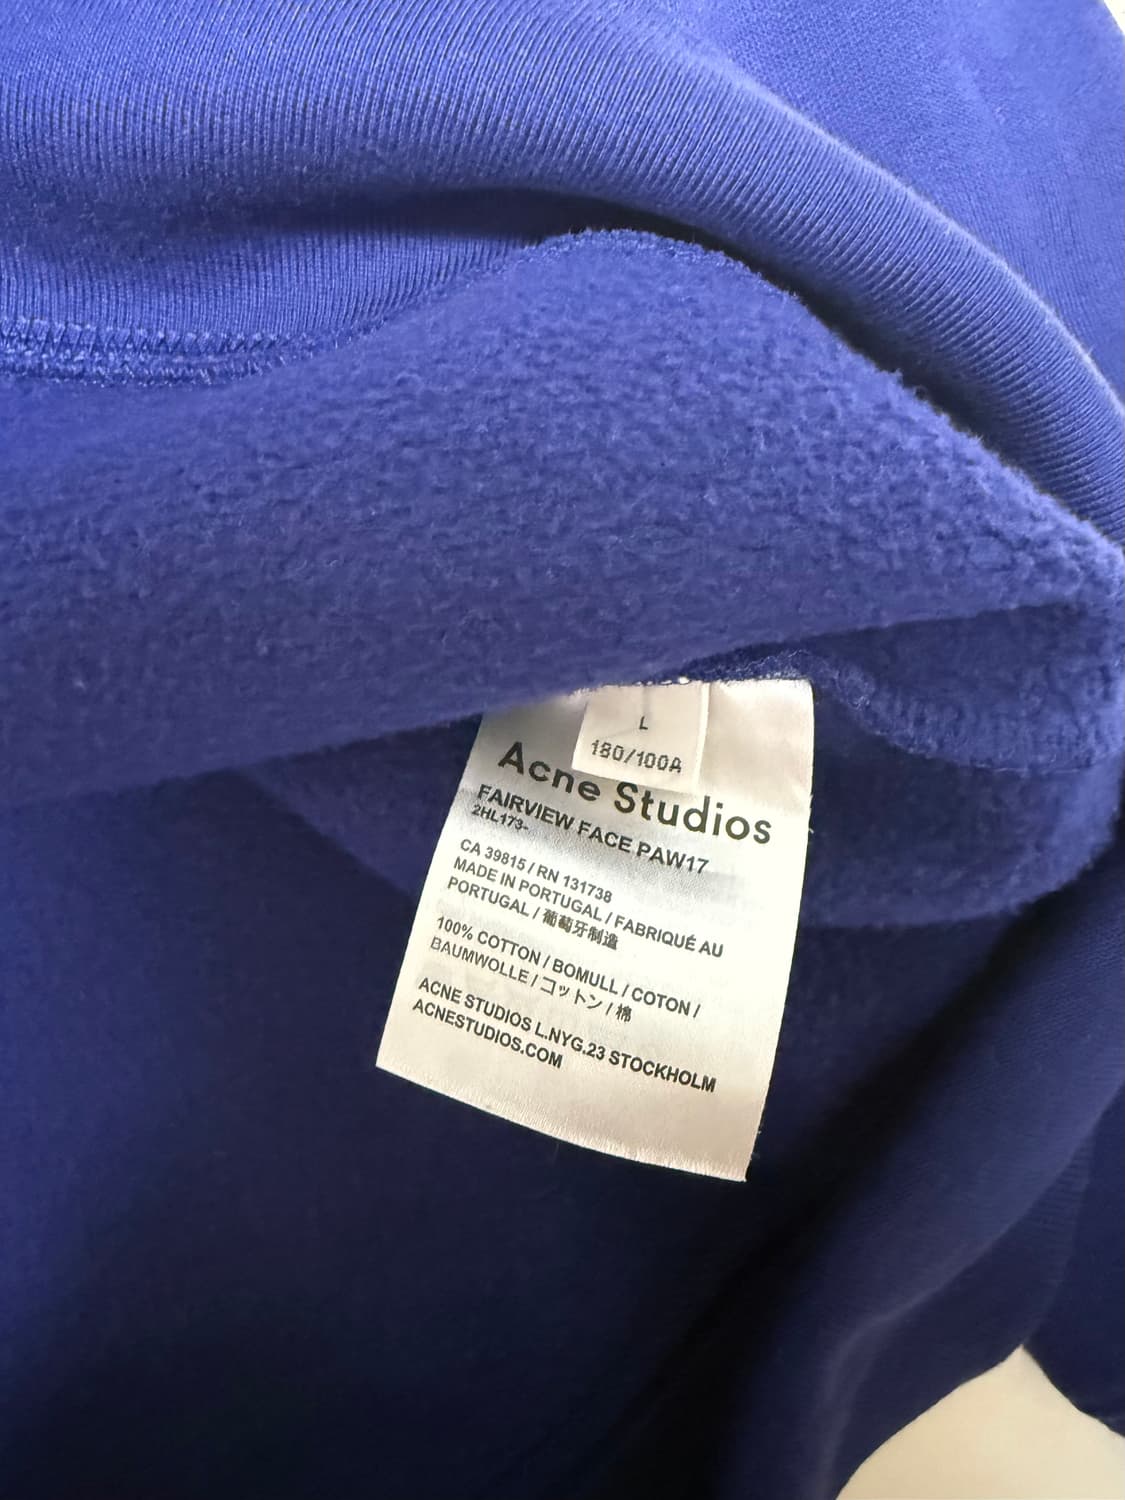 L
180/100A
Acne Studios
FAIRVIEW FACE PAW17
2HL173-
CA 39815 / RN 131738
MADE IN PORTUGAL / FABRIQUÉ AU
PORTUGAL / 葡萄牙制造
100% COTTON / BOMULL / COTON /
BAUMWOLLE / コットン / 棉
ACNE STUDIOS L.NYG.23 STOCKHOLM
ACNESTUDIOS.COM